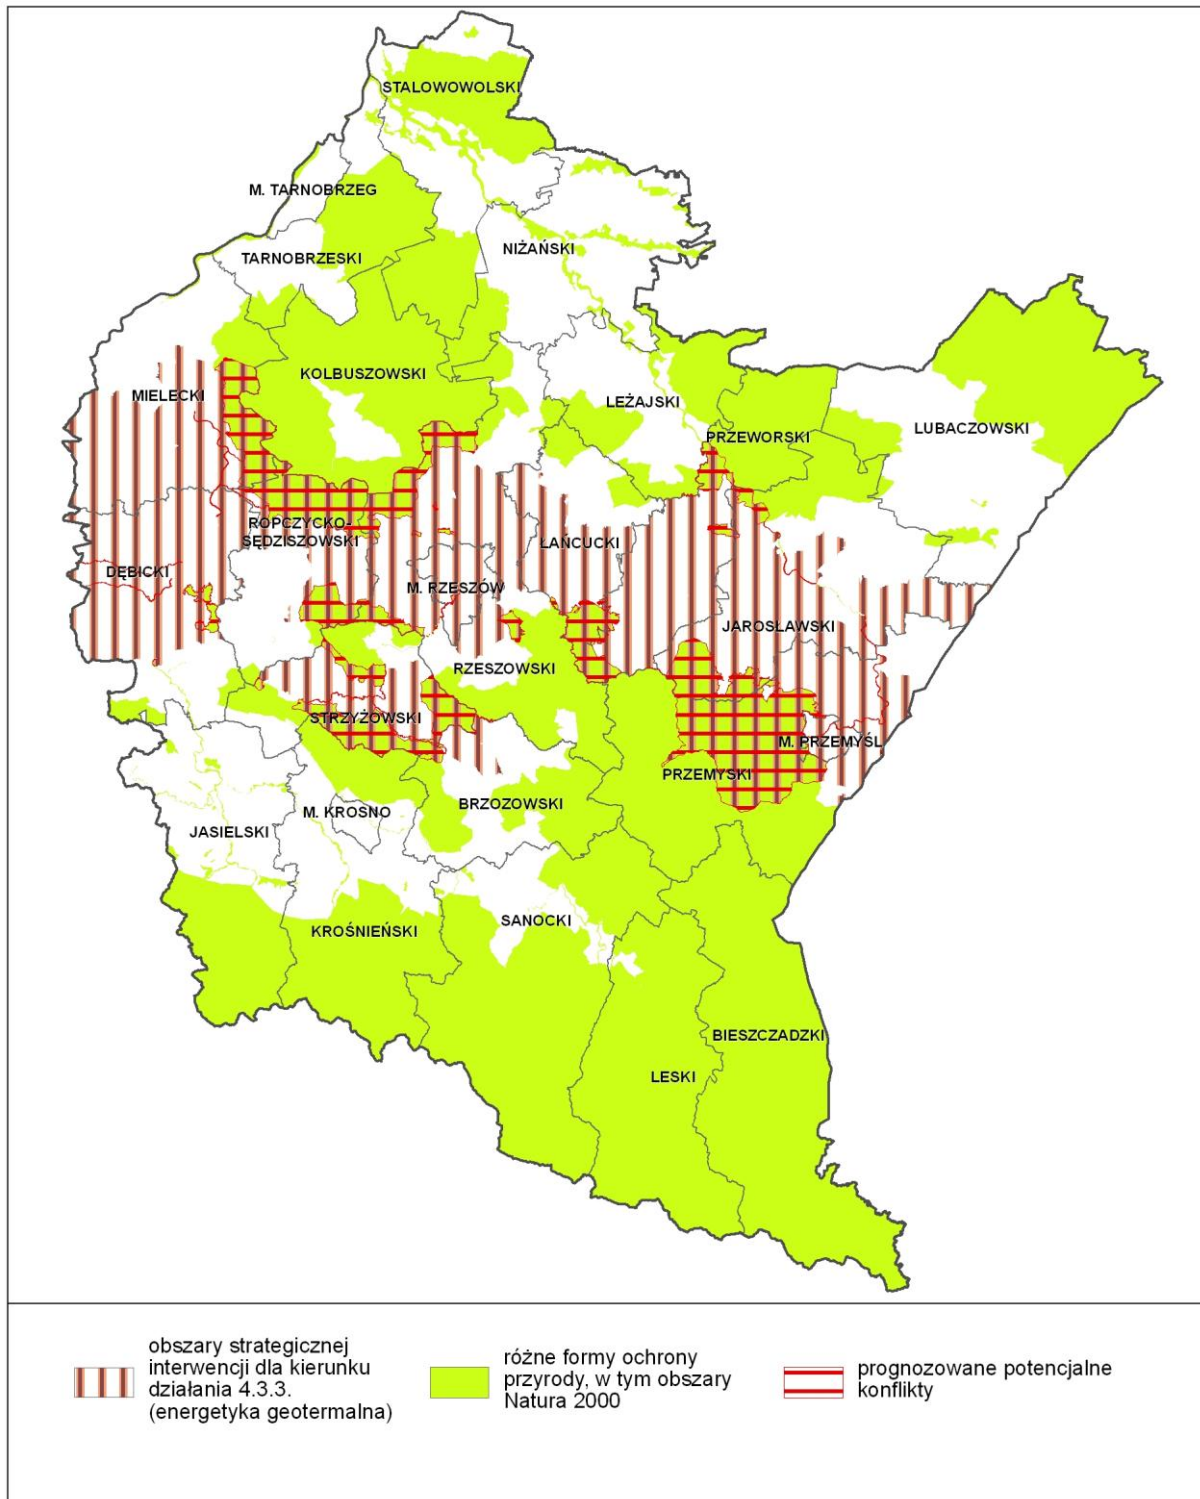 STALOWOWOLSKI
M. TARNOBRZEG
NIŻAŃSKI
TARNOBRZESKI
KOLBUSZOWSKI
MIELECKI
LEŻAJSKI
LUBACZOWSKI
PRZEWORSKI
ROPCZYCKO-
SĘDZISZOWSKI
ŁAŃCUCKI
DĘBICKI
M. RZESZÓW
JAROSŁAWSKI
RZESZOWSKI
STRZYŻOWSKI
M. PRZEMYŚL
PRZEMYSKI
BRZOZOWSKI
M. KROSNO
JASIELSKI
SANOCKI
KROŚNIEŃSKI
BIESZCZADZKI
LESKI
obszary strategicznej
interwencji dla kierunku
działania 4.3.3.
(energetyka geotermalna)
różne formy ochrony
przyrody, w tym obszary
Natura 2000
prognozowane potencjalne
konflikty